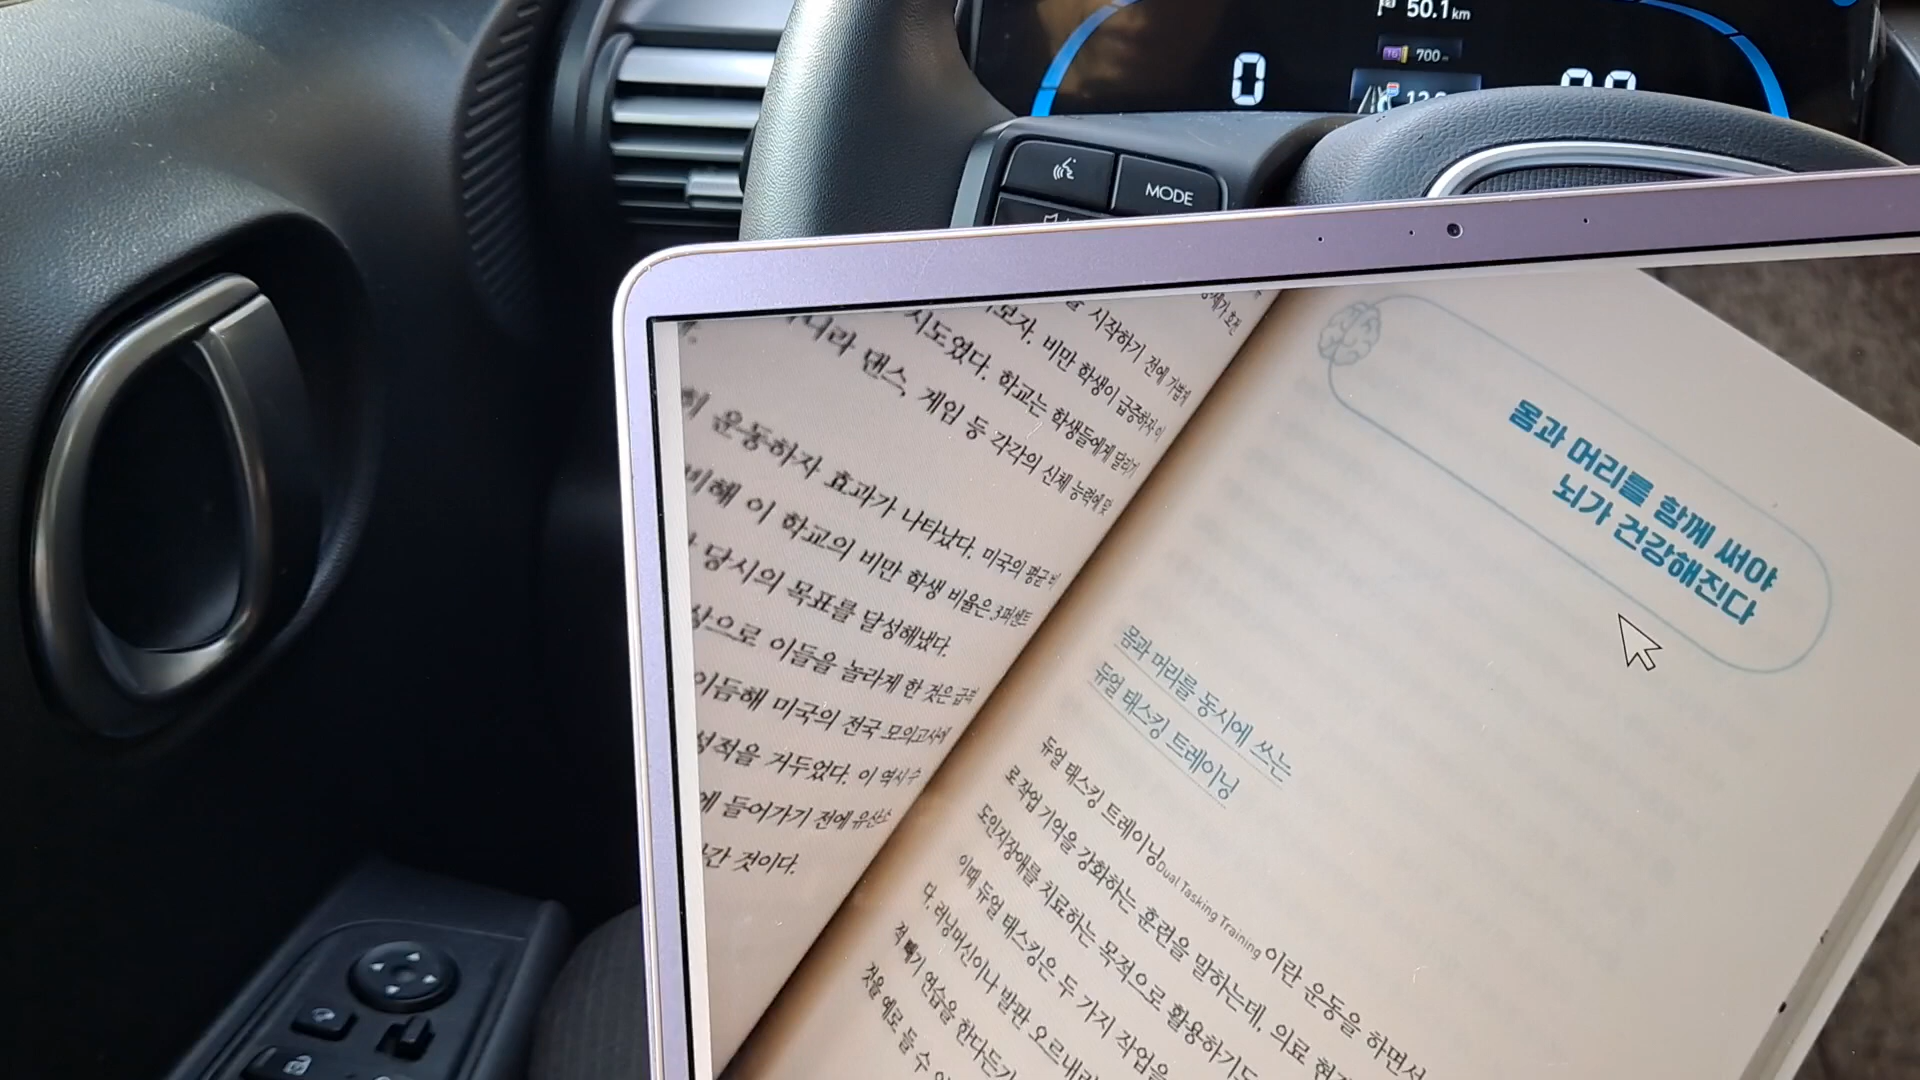 50.1 km
700 m
0
MODE
시작하기 전에 가볍게
보자. 비만 학생이 급증하자 이
시도였다. 학교는 학생들에게 달리기
아니라 댄스, 게임 등 각각의 신체 능력에 맞
운동하자 효과가 나타났다. 미국의 평균 비
비해 이 학교의 비만 학생 비율은 3퍼센트
당시의 목표를 달성해냈다.
상으로 이들을 놀라게 한 것은 급
이듬해 미국의 전국 모의고사에
성적을 거두었다. 이 역시 수
에 들어가기 전에 유산소
간 것이다.
몸과 머리를 함께 써야
뇌가 건강해진다
몸과 머리를 동시에 쓰는
듀얼 태스킹 트레이닝
듀얼 태스킹 트레이닝Dual Tasking Training이란 운동을 하면서
로 작업 기억을 강화하는 훈련을 말하는데, 의료 현
도인지장애를 치료하는 목적으로 활용하기도
이때 듀얼 태스킹은 두 가지 작업을
다. 러닝머신이나 발판 오르내리
적 빼기 연습을 한다든가
것을 예로 들 수